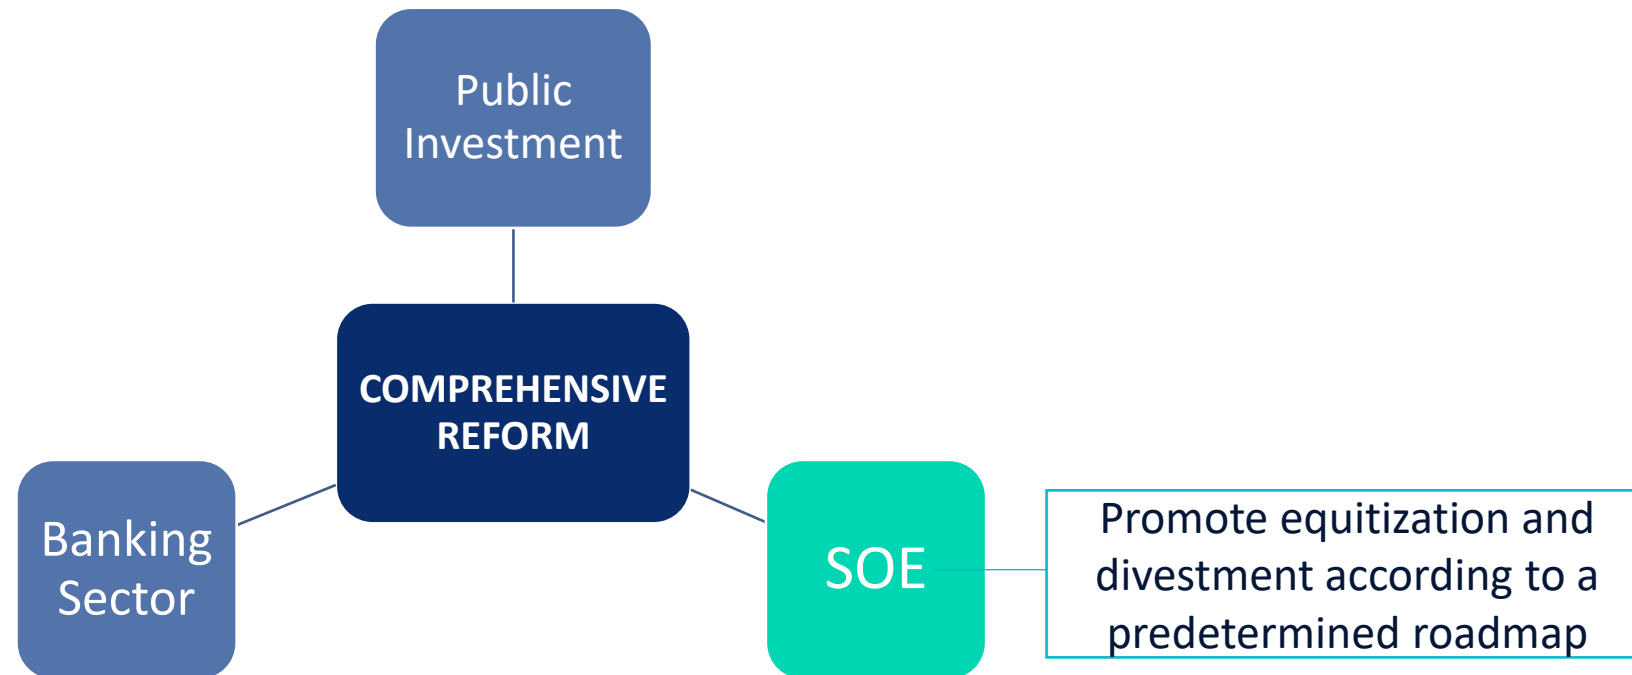 Public
Investment
COMPREHENSIVE
REFORM
Banking
Sector
SOE
Promote equitization and
divestment according to a
predetermined roadmap